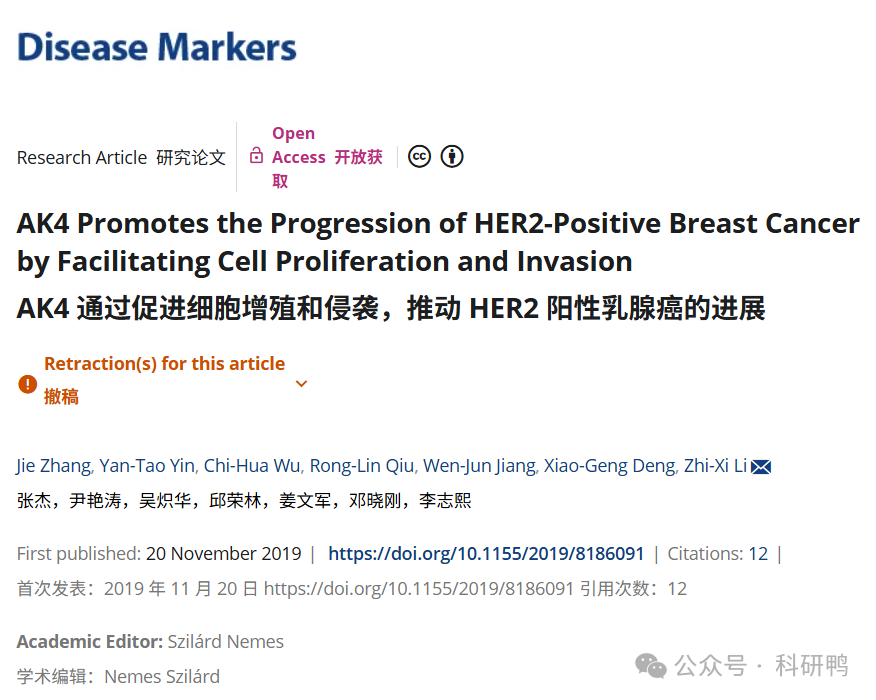 Disease Markers
Research Article 研究论文
Open
Access 开放获
取
AK4 Promotes the Progression of HER2-Positive Breast Cancer
by Facilitating Cell Proliferation and Invasion
AK4 通过促进细胞增殖和侵袭，推动 HER2 阳性乳腺癌的进展
Retraction(s) for this article
撤稿
Jie Zhang, Yan-Tao Yin, Chi-Hua Wu, Rong-Lin Qiu, Wen-Jun Jiang, Xiao-Geng Deng, Zhi-Xi Li
张杰，尹艳涛，吴炽华，邱荣林，姜文军，邓晓刚，李志熙
First published: 20 November 2019 | https://doi.org/10.1155/2019/8186091 | Citations: 12 |
首次发表：2019 年 11 月 20 日 https://doi.org/10.1155/2019/8186091 引用次数：12
Academic Editor: Szilárd Nemes
学术编辑：Nemes Szilárd
公众号 · 科研鸭